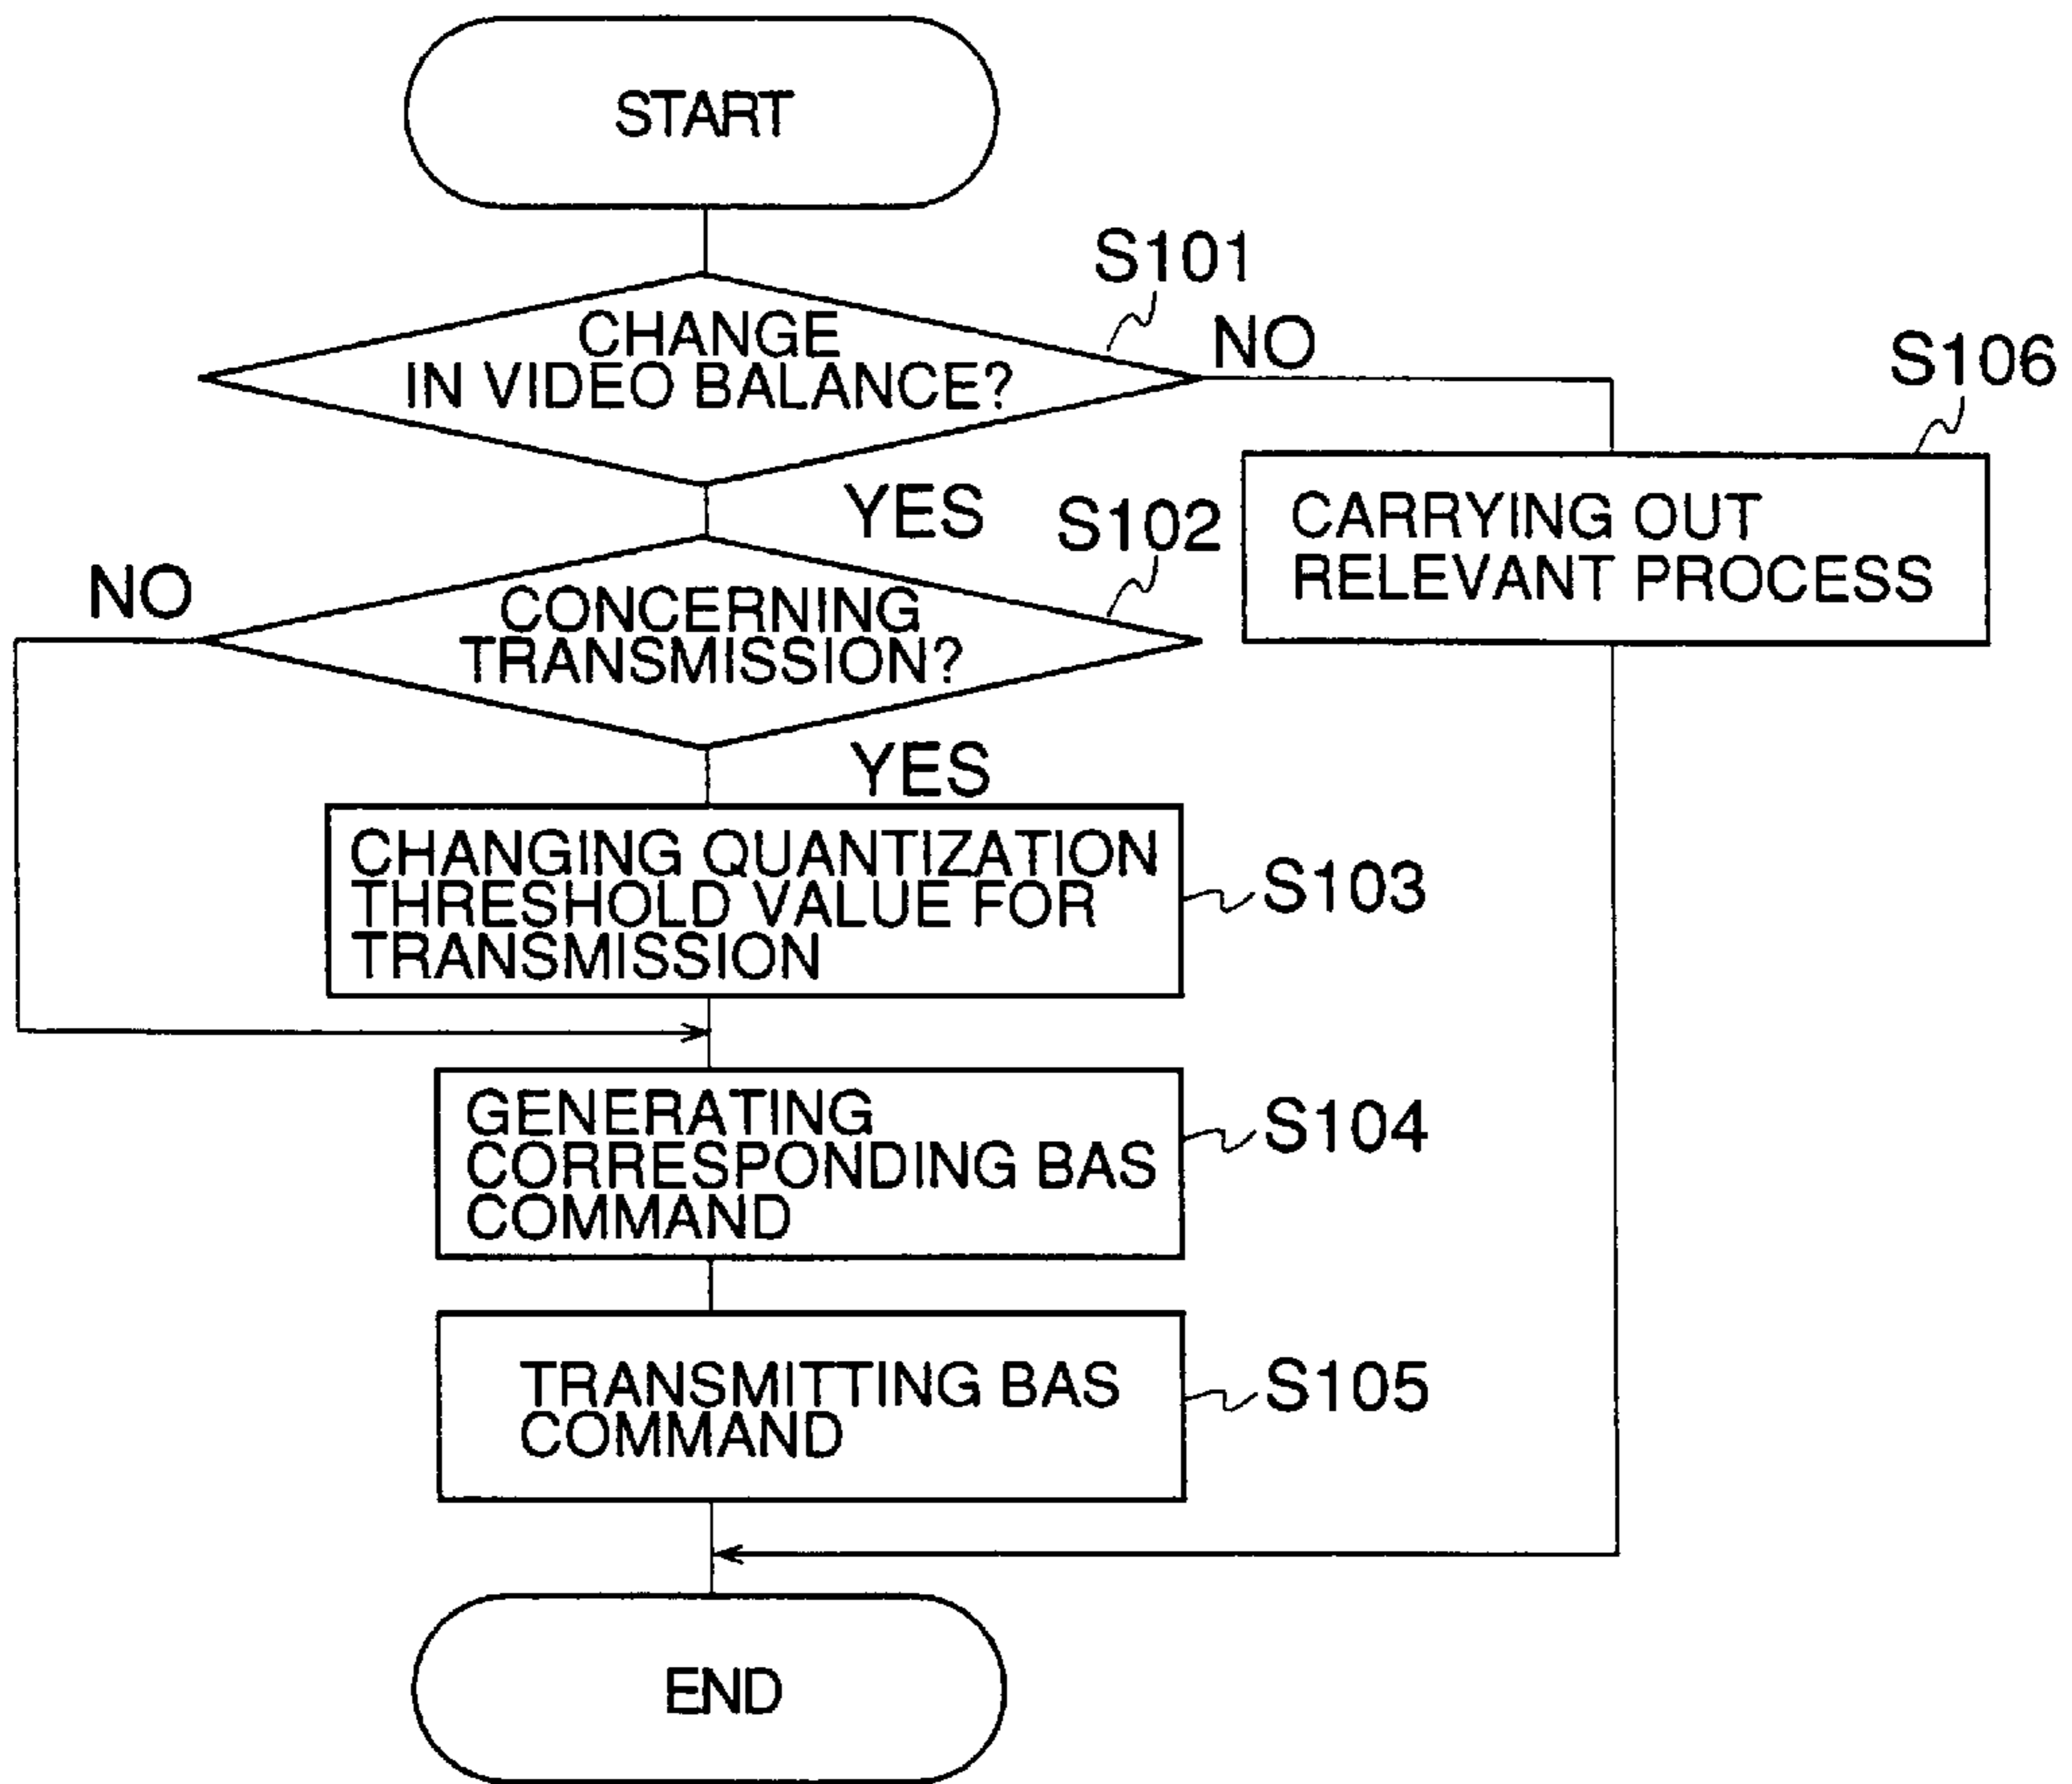 START
S101
CHANGE
IN VIDEO BALANCE?
NO
S106
YES
CARRYING OUT
RELEVANT PROCESS
S102
NO
CONCERNING
TRANSMISSION?
YES
CHANGING QUANTIZATION
THRESHOLD VALUE FOR
TRANSMISSION
S103
GENERATING
CORRESPONDING BAS
COMMAND
S104
TRANSMITTING BAS
COMMAND
S105
END